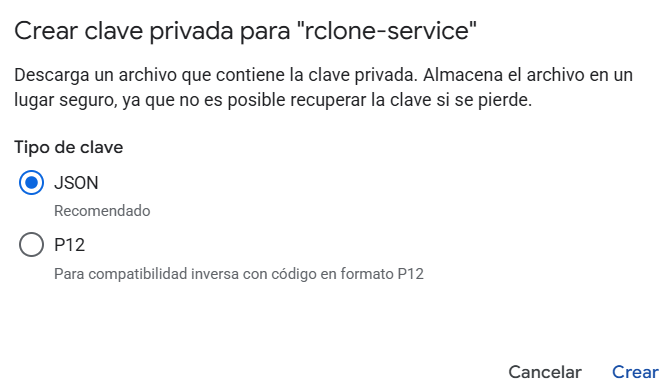 Crear clave privada para "rclone-service"
Descarga un archivo que contiene la clave privada. Almacena el archivo en un
lugar seguro, ya que no es posible recuperar la clave si se pierde.
Tipo de clave
JSON
Recomendado
P12
Para compatibilidad inversa con código en formato P12
Cancelar Crear